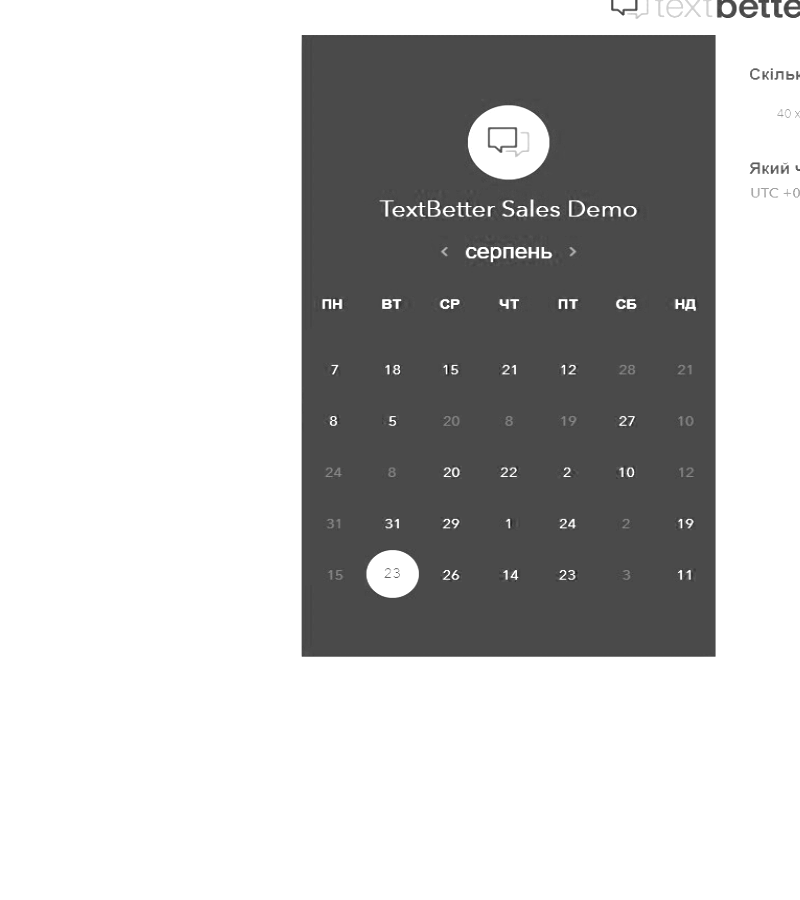 textbette
TextBetter Sales Demo
серпень
ПН ВТ СР ЧТ ПТ СБ НД
7 18 15 21 12 28 21
8 5 20 8 19 27 10
24 8 20 22 2 10 12
31 31 29 1 24 2 19
15 23 26 14 23 3 11
Скільк
40 х
Який ч
UTC +0